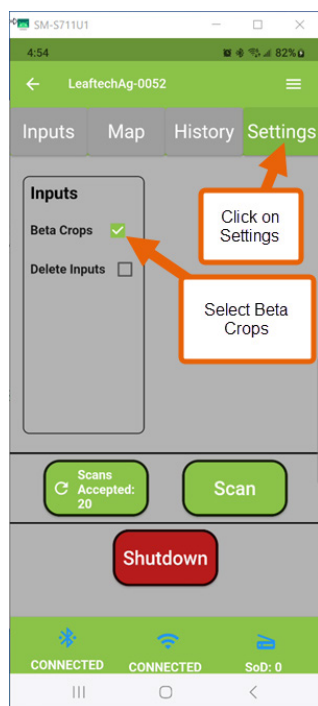 SM-S711U1
4:54
82%
LeaftechAg-0052
Inputs Map History Settings
Inputs
Beta Crops
Delete Inputs
Click on
Settings
Select Beta
Crops
Scans
Accepted:
20
Scan
Shutdown
CONNECTED CONNECTED SoD: 0